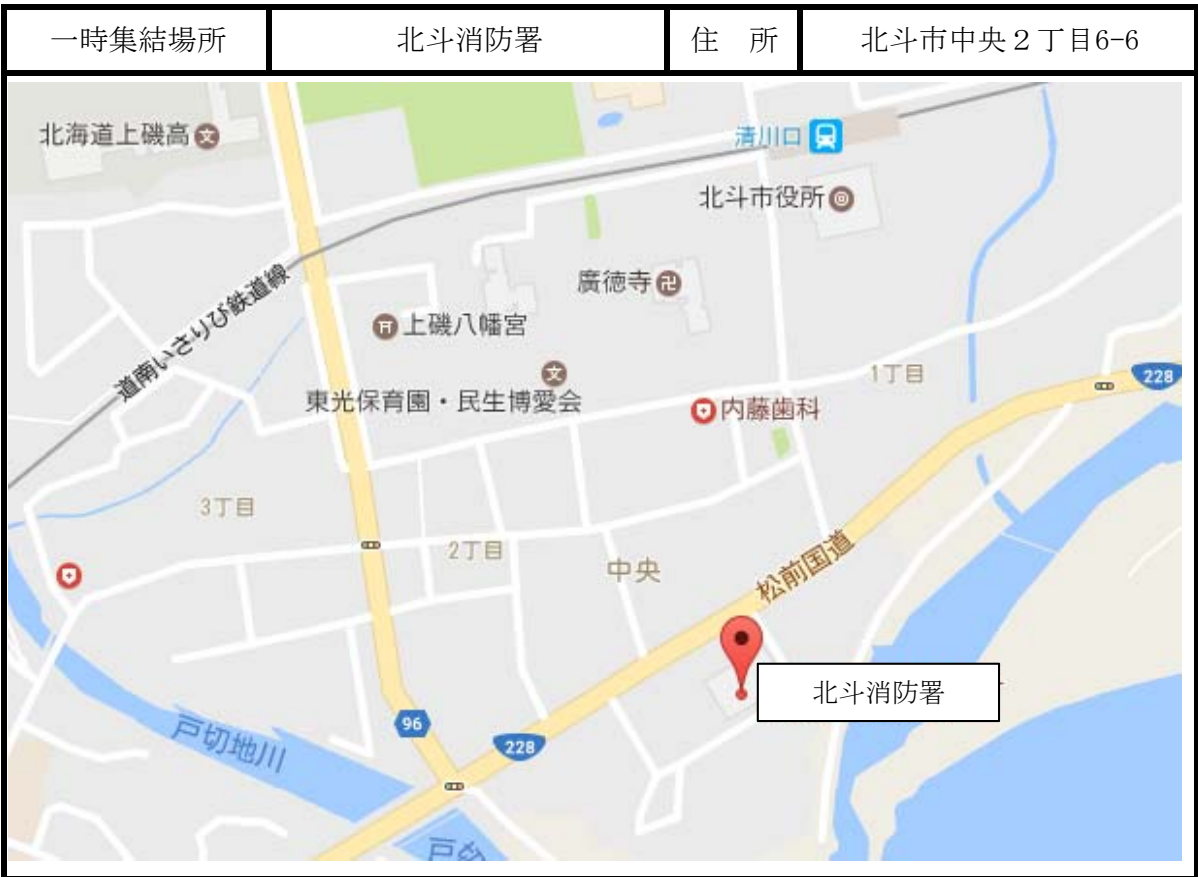 一時集結場所
北斗消防署
住　所
北斗市中央２丁目6-6
北海道上磯高
文
清川口
北斗市役所
廣徳寺
卍
道南いさりび鉄道線
上磯八幡宮
文
東光保育園・民生博愛会
内藤歯科
1丁目
228
3丁目
2丁目
中央
松前国道
北斗消防署
96
228
戸切地川